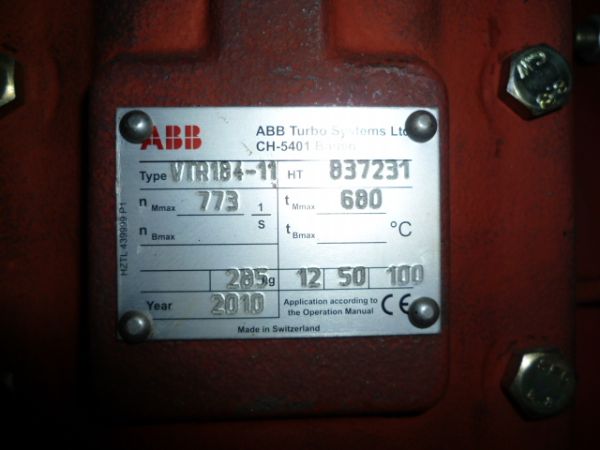 ABB
ABB Turbo Systems Ltd
CH-5401 Baden
Type VTR184-11 HT 837231
n Mmax 773 1/S t Mmax 680
n Bmax t Bmax °C
285 kg 12 50 100
Year 2010 Application according to
the Operation Manual CE
Made in Switzerland
HZTL 439909 P1